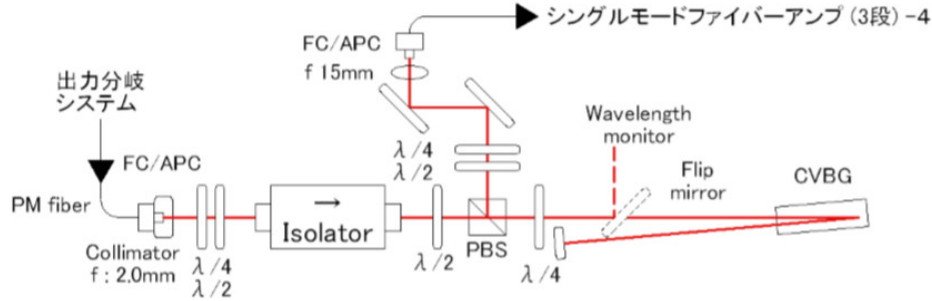 シングルモードファイバーアンプ (3段) -4
FC/APC
f 15mm
出力分岐
システム
Wavelength
monitor
λ/4
λ/2
FC/APC
Flip
mirror
CVBG
PM fiber
→
Isolator
PBS
Collimator
f : 2.0mm
λ/4
λ/2
λ/2
λ/4